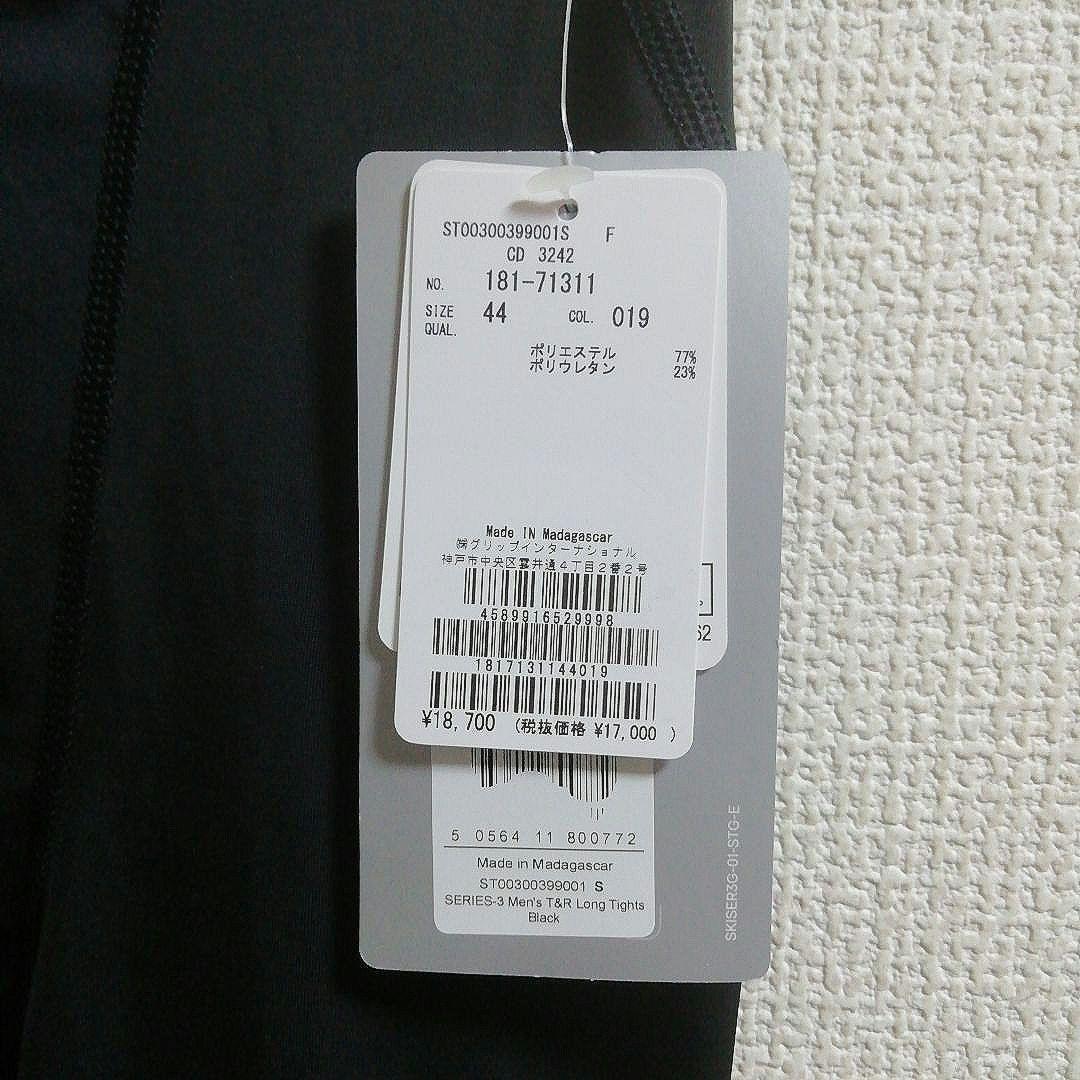 ST00300399001S F
CD 3242
NO. 181-71311
SIZE 44 COL. 019
QUAL.
ポリエステル 77%
ポリウレタン 23%
Made IN Madagascar
㈱グリップインターナショナル
神戸市中央区雲井通4丁目2番2号
4589916529998
1817131144019
¥18,700 (税抜価格 ¥17,000 )
62
5 0564 11 800772
Made in Madagascar
ST00300399001 S
SERIES-3 Men's T&R Long Tights
Black
SKISER3G-01-STG-E